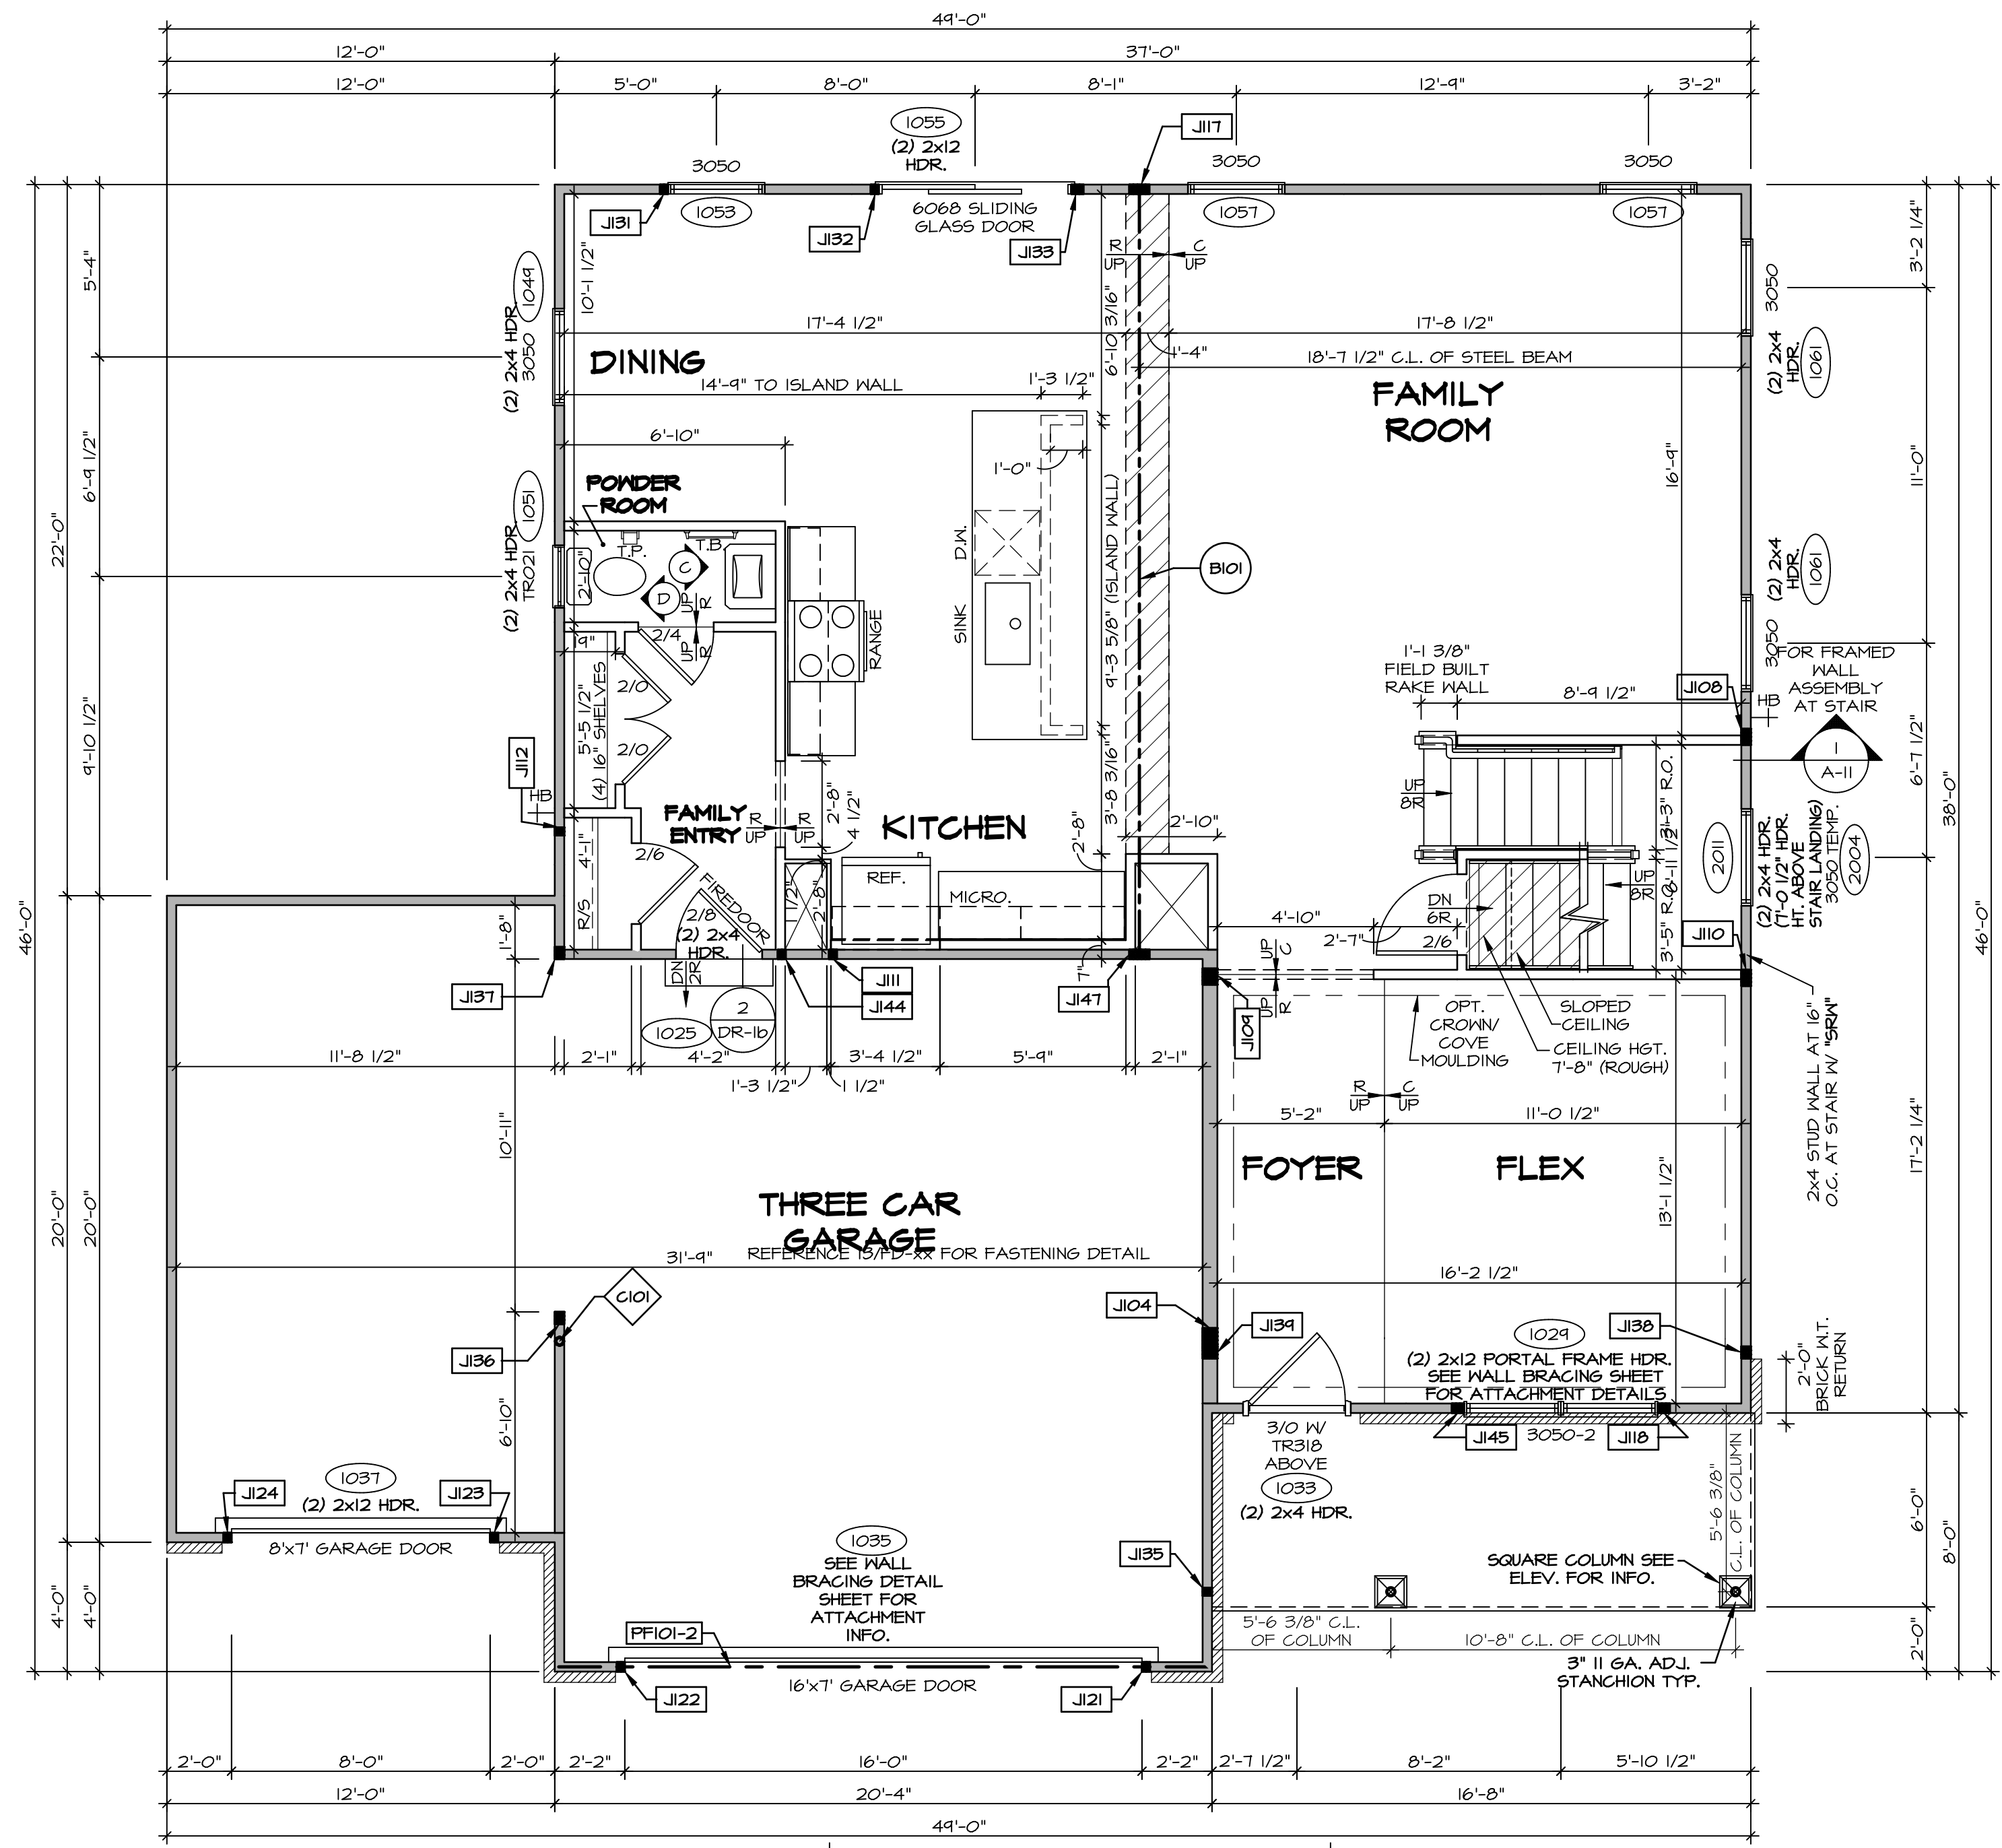 49'-0"
12'-0"
37'-0"
12'-0"
5'-0"
8'-0"
8'-1"
12'-9"
3'-2"
1055
(2) 2x12
HDR.
J117
3050
3050
3050
1053
J131
J132
6068 SLIDING
GLASS DOOR
J133
1057
1057
R
UP
C
UP
5'-4"
6'-9 1/2"
9'-10 1/2"
22'-0"
46'-0"
20'-0"
20'-0"
4'-0"
4'-0"
1049
(2) 2x4 HDR.
3050
1051
(2) 2x4 HDR.
TR021
10'-1 1/2"
17'-4 1/2"
6'-10 3/16"
17'-8 1/2"
1'-4"
18'-7 1/2" C.L. OF STEEL BEAM
DINING
14'-9" TO ISLAND WALL
1'-3 1/2"
FAMILY
ROOM
6'-10"
1'-0"
16'-9"
POWDER
ROOM
T.P.
T.B.
C
D
2'-10"
UP
R
UP
R
2/4
D.W.
SINK
RANGE
9'-3 5/8" (ISLAND WALL)
B101
3'-2 1/4"
11'-0"
6'-7 1/2"
38'-0"
46'-0"
17'-2 1/4"
6'-0"
8'-0"
2'-0"
3050
(2) 2x4
HDR.
1061
(2) 2x4
HDR.
1061
3050
FOR FRAMED
WALL
ASSEMBLY
AT STAIR
HB
1
A-11
1'-1 3/8"
FIELD BUILT
RAKE WALL
8'-9 1/2"
J108
9"
2/0
2/0
5'-5 1/2"
(4) 16" SHELVES
J112
HB
FAMILY
ENTRY
R
UP
R
UP
2'-8"
4 1/2"
KITCHEN
3'-8 3/16"
2'-8"
2'-10"
UP
8R
3'-3" R.O.
6'-11 1/2"
3'-5" R.O.
UP
8R
2011
(2) 2x4 HDR.
(7'-0 1/2" HDR.
HT. ABOVE
STAIR LANDING)
3050 TEMP.
2004
2/6
4'-1"
R/S
FIREDOOR
2/8
(2) 2x4
HDR.
1/2"
2'-8"
REF.
MICRO.
7"
DN
6R
2/6
4'-10"
2'-7"
J110
1'-8"
J137
DN
2R
1025
2
DR-1b
J111
J144
J147
J109
UP
C
UP
R
OPT.
CROWN/
COVE
MOULDING
SLOPED
CEILING
CEILING HGT.
7'-8" (ROUGH)
2x4 STUD WALL AT 16"
O.C. AT STAIR W/ "SRW"
11'-8 1/2"
2'-1"
4'-2"
3'-4 1/2"
5'-9"
2'-1"
1'-3 1/2"
1 1/2"
R
UP
C
UP
5'-2"
11'-0 1/2"
10'-11"
FOYER
FLEX
13'-1 1/2"
THREE CAR
GARAGE
31'-9"
REFERENCE 13/FD-xx FOR FASTENING DETAIL
16'-2 1/2"
C101
J136
J104
J139
1029
J138
(2) 2x12 PORTAL FRAME HDR.
SEE WALL BRACING SHEET
FOR ATTACHMENT DETAILS
2'-0"
BRICK W.T.
RETURN
6'-10"
3/0 W/
TR318
ABOVE
1033
(2) 2x4 HDR.
J145
3050-2
J118
5'-6 3/8"
C.L. OF COLUMN
1037
(2) 2x12 HDR.
J124
J123
8'x7' GARAGE DOOR
1035
SEE WALL
BRACING DETAIL
SHEET FOR
ATTACHMENT
INFO.
J135
SQUARE COLUMN SEE
ELEV. FOR INFO.
PF101-2
5'-6 3/8" C.L.
OF COLUMN
10'-8" C.L. OF COLUMN
3" 11 GA. ADJ.
STANCHION TYP.
J122
16'x7' GARAGE DOOR
J121
2'-0"
8'-0"
2'-0"
2'-2"
16'-0"
2'-2"
2'-7 1/2"
8'-2"
5'-10 1/2"
12'-0"
20'-4"
16'-8"
49'-0"